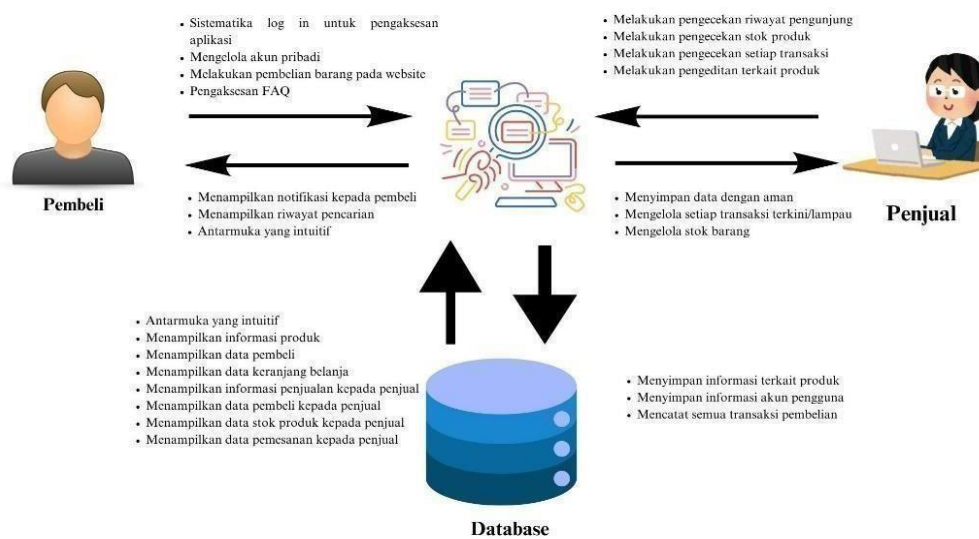 • Sistematika log in untuk pengaksesan
aplikasi
• Mengelola akun pribadi
• Melakukan pembelian barang pada website
• Pengaksesan FAQ
• Melakukan pengecekan riwayat pengunjung
• Melakukan pengecekan stok produk
• Melakukan pengecekan setiap transaksi
• Melakukan pengeditan terkait produk
Pembeli
• Menampilkan notifikasi kepada pembeli
• Menampilkan riwayat pencarian
• Antarmuka yang intuitif
• Menyimpan data dengan aman
• Mengelola setiap transaksi terkini/lampau
• Mengelola stok barang
Penjual
• Antarmuka yang intuitif
• Menampilkan informasi produk
• Menampilkan data pembeli
• Menampilkan data keranjang belanja
• Menampilkan informasi penjualan kepada penjual
• Menampilkan data pembeli kepada penjual
• Menampilkan data stok produk kepada penjual
• Menampilkan data pemesanan kepada penjual
• Menyimpan informasi terkait produk
• Menyimpan informasi akun pengguna
• Mencatat semua transaksi pembelian
Database